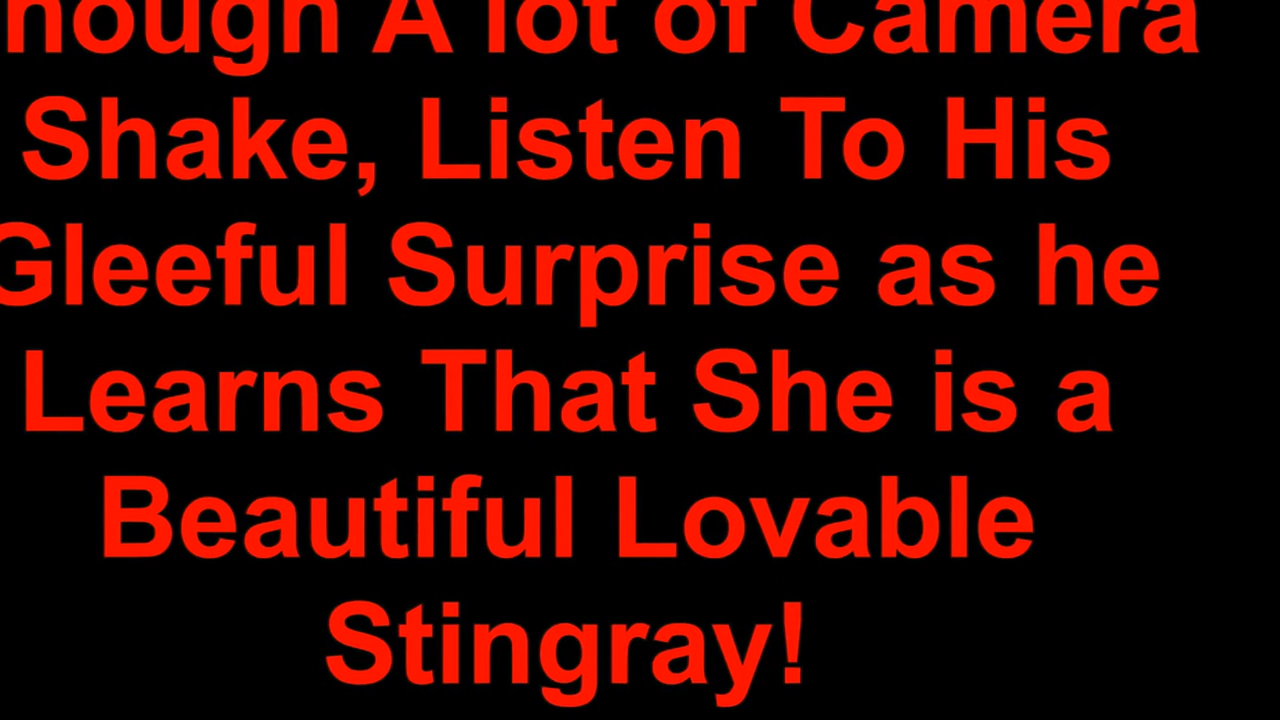 hough A lot of Camera
Shake, Listen To His
Gleeful Surprise as he
Learns That She is a
Beautiful Lovable
Stingray!